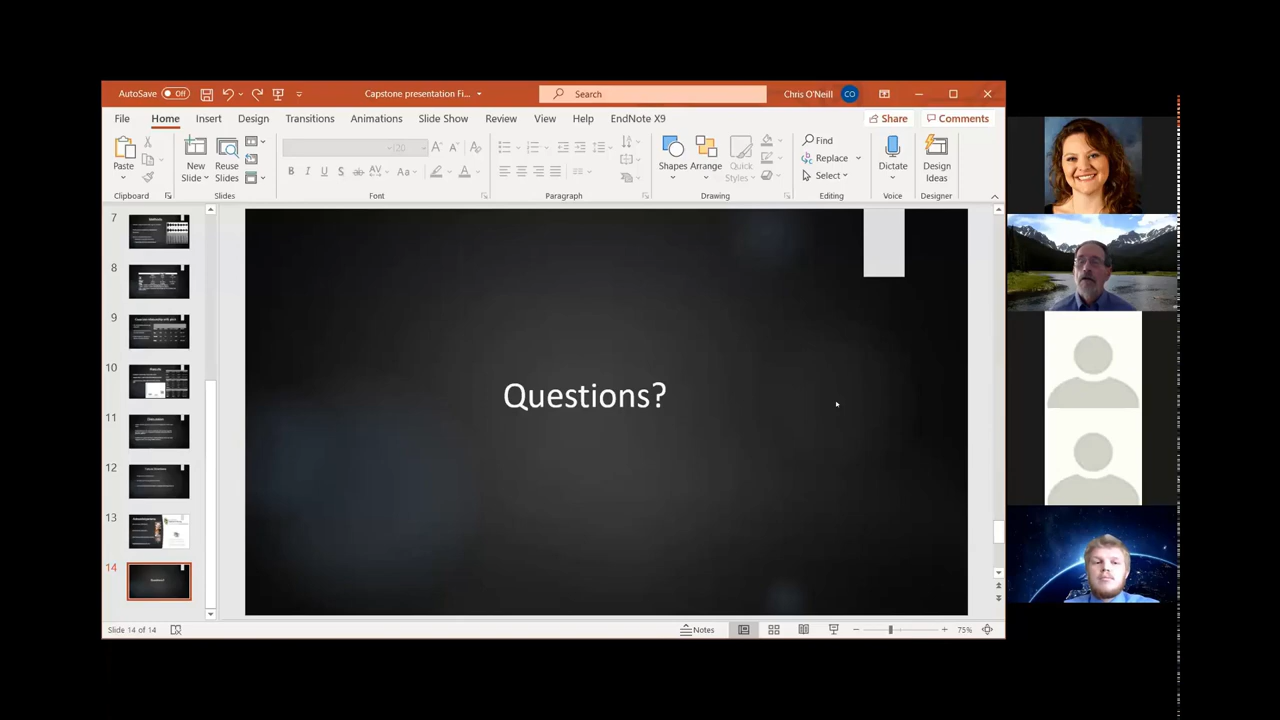 AutoSave Off Capstone presentation Fi... Search Chris O'Neill CO
File Home Insert Design Transitions Animations Slide Show Review View Help EndNote X9 Share Comments
Paste New Slides Reuse Slides B I U S Shapes Arrange Quick Styles Find Replace Select Dictate Design Ideas
Clipboard Slides Font Paragraph Drawing Editing Voice Designer
7
8
9
10
11
12
13
14
Questions?
Slide 14 of 14 Notes 75%